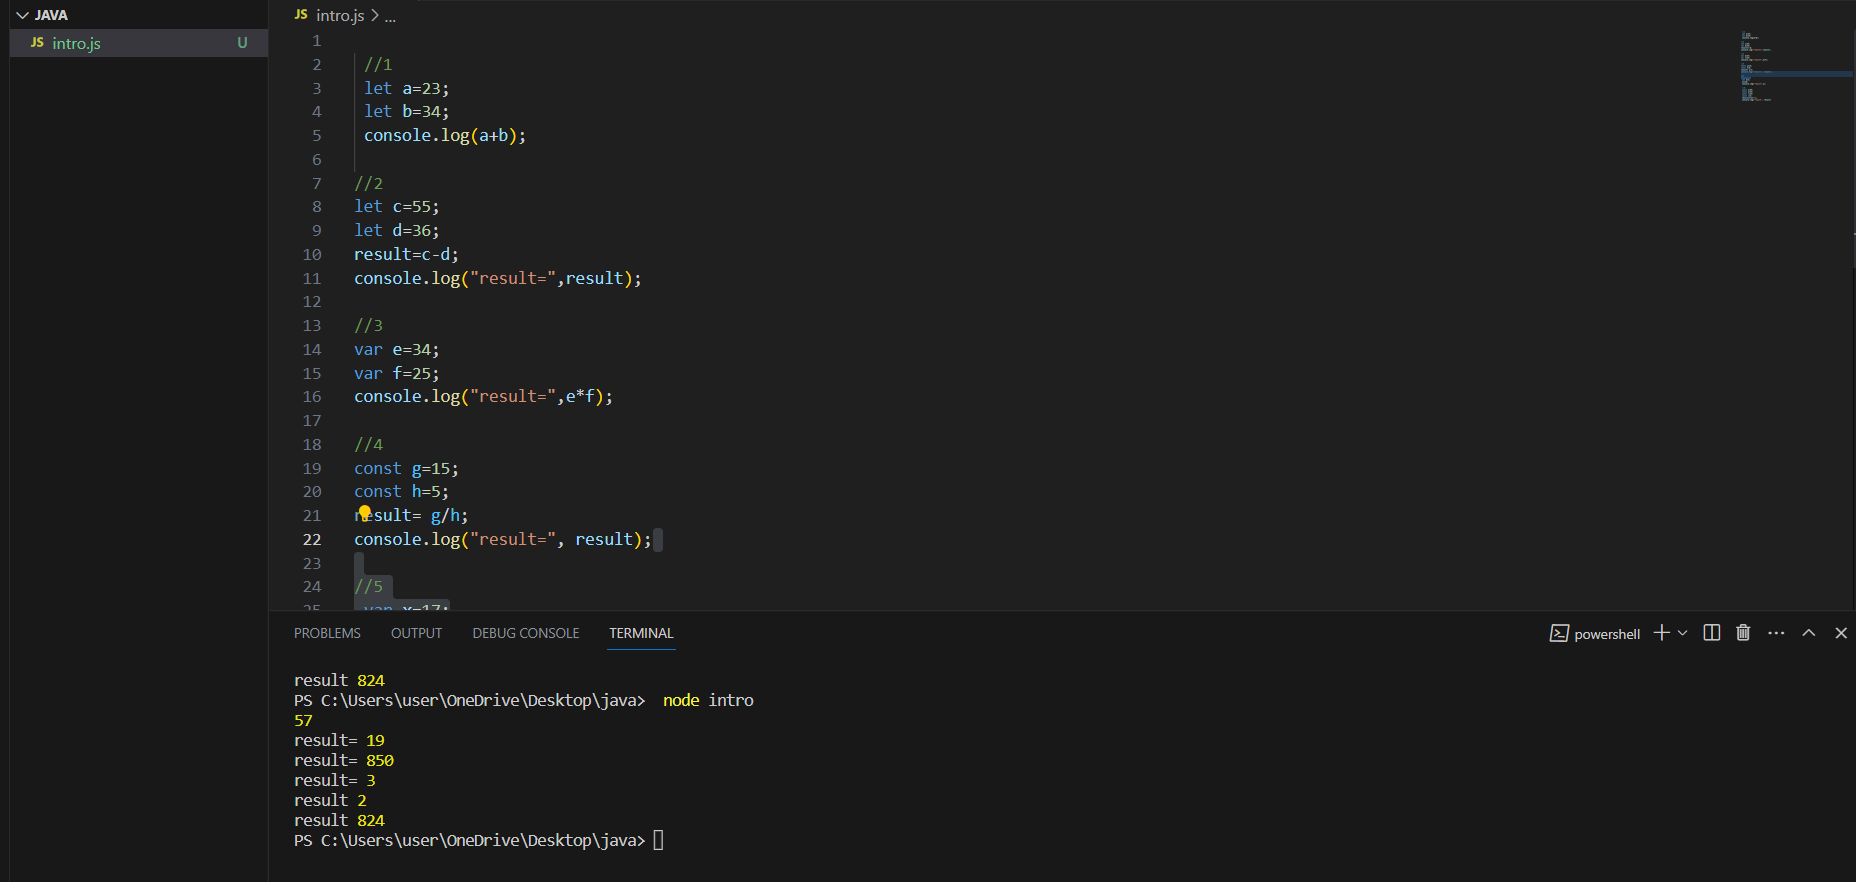 JAVA
JS intro.js U
JS intro.js > ...
1
2 //1
3 let a=23;
4 let b=34;
5 console.log(a+b);
6
7 //2
8 let c=55;
9 let d=36;
10 result=c-d;
11 console.log("result=",result);
12
13 //3
14 var e=34;
15 var f=25;
16 console.log("result=",e*f);
17
18 //4
19 const g=15;
20 const h=5;
21 result= g/h;
22 console.log("result=", result);
23
24 //5
25 var x=17;
PROBLEMS OUTPUT DEBUG CONSOLE TERMINAL powershell
result 824
PS C:\Users\user\OneDrive\Desktop\java> node intro
57
result= 19
result= 850
result= 3
result 2
result 824
PS C:\Users\user\OneDrive\Desktop\java>